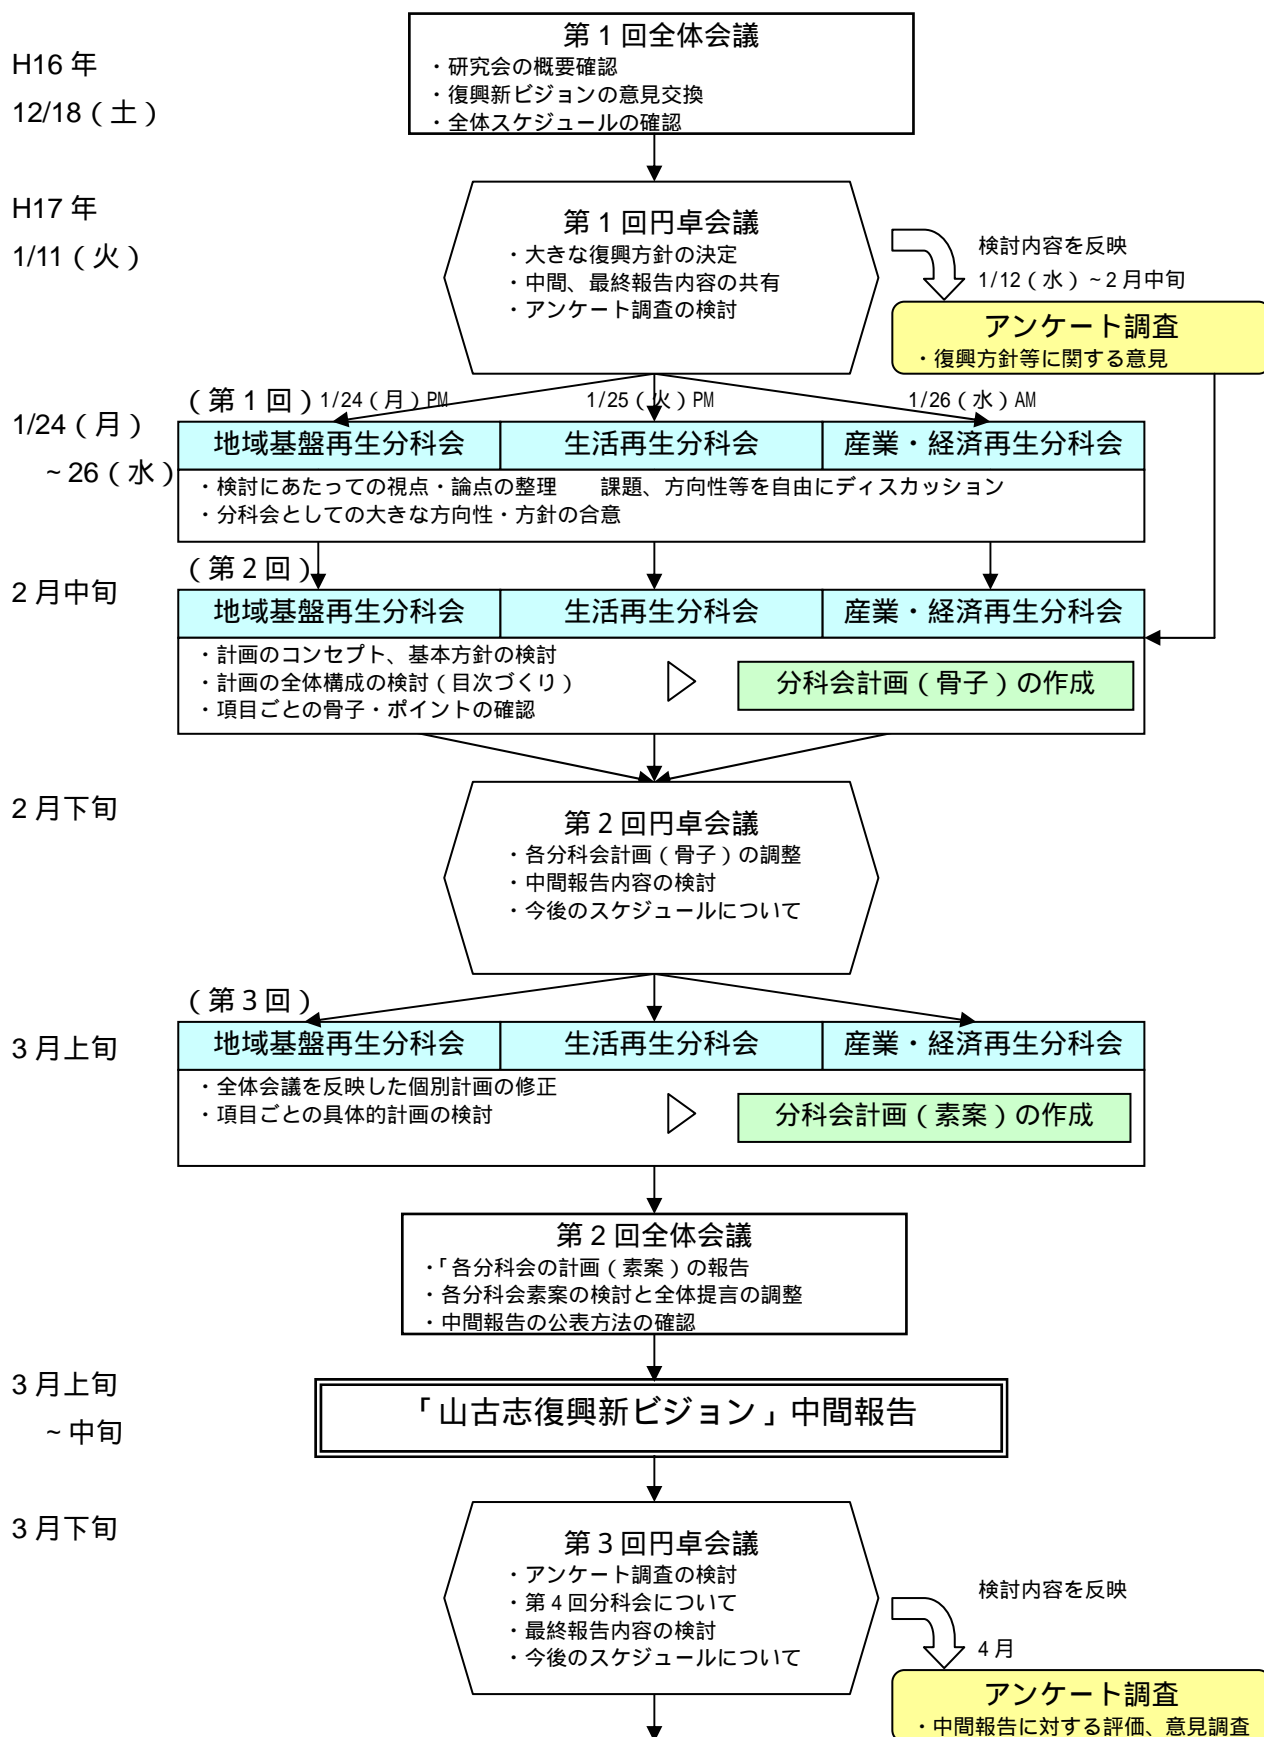 H16年
12/18（土）
第1回全体会議
・研究会の概要確認
・復興新ビジョンの意見交換
・全体スケジュールの確認
H17年
1/11（火）
第1回円卓会議
・大きな復興方針の決定
・中間、最終報告内容の共有
・アンケート調査の検討
検討内容を反映
1/12（水）~2月中旬
アンケート調査
・復興方針等に関する意見
1/24（月）
~26（水）
（第1回）
1/24（月）PM
1/25（火）PM
1/26（水）AM
地域基盤再生分科会
生活再生分科会
産業・経済再生分科会
・検討にあたっての視点・論点の整理　　課題、方向性等を自由にディスカッション
・分科会としての大きな方向性・方針の合意
2月中旬
（第2回）
地域基盤再生分科会
生活再生分科会
産業・経済再生分科会
・計画のコンセプト、基本方針の検討
・計画の全体構成の検討（目次づくり）
・項目ごとの骨子・ポイントの確認
分科会計画（骨子）の作成
2月下旬
第2回円卓会議
・各分科会計画（骨子）の調整
・中間報告内容の検討
・今後のスケジュールについて
3月上旬
（第3回）
地域基盤再生分科会
生活再生分科会
産業・経済再生分科会
・全体会議を反映した個別計画の修正
・項目ごとの具体的計画の検討
分科会計画（素案）の作成
第2回全体会議
・「各分科会の計画（素案）の報告
・各分科会素案の検討と全体提言の調整
・中間報告の公表方法の確認
3月上旬
~中旬
「山古志復興新ビジョン」中間報告
3月下旬
第3回円卓会議
・アンケート調査の検討
・第4回分科会について
・最終報告内容の検討
・今後のスケジュールについて
検討内容を反映
4月
アンケート調査
・中間報告に対する評価、意見調査